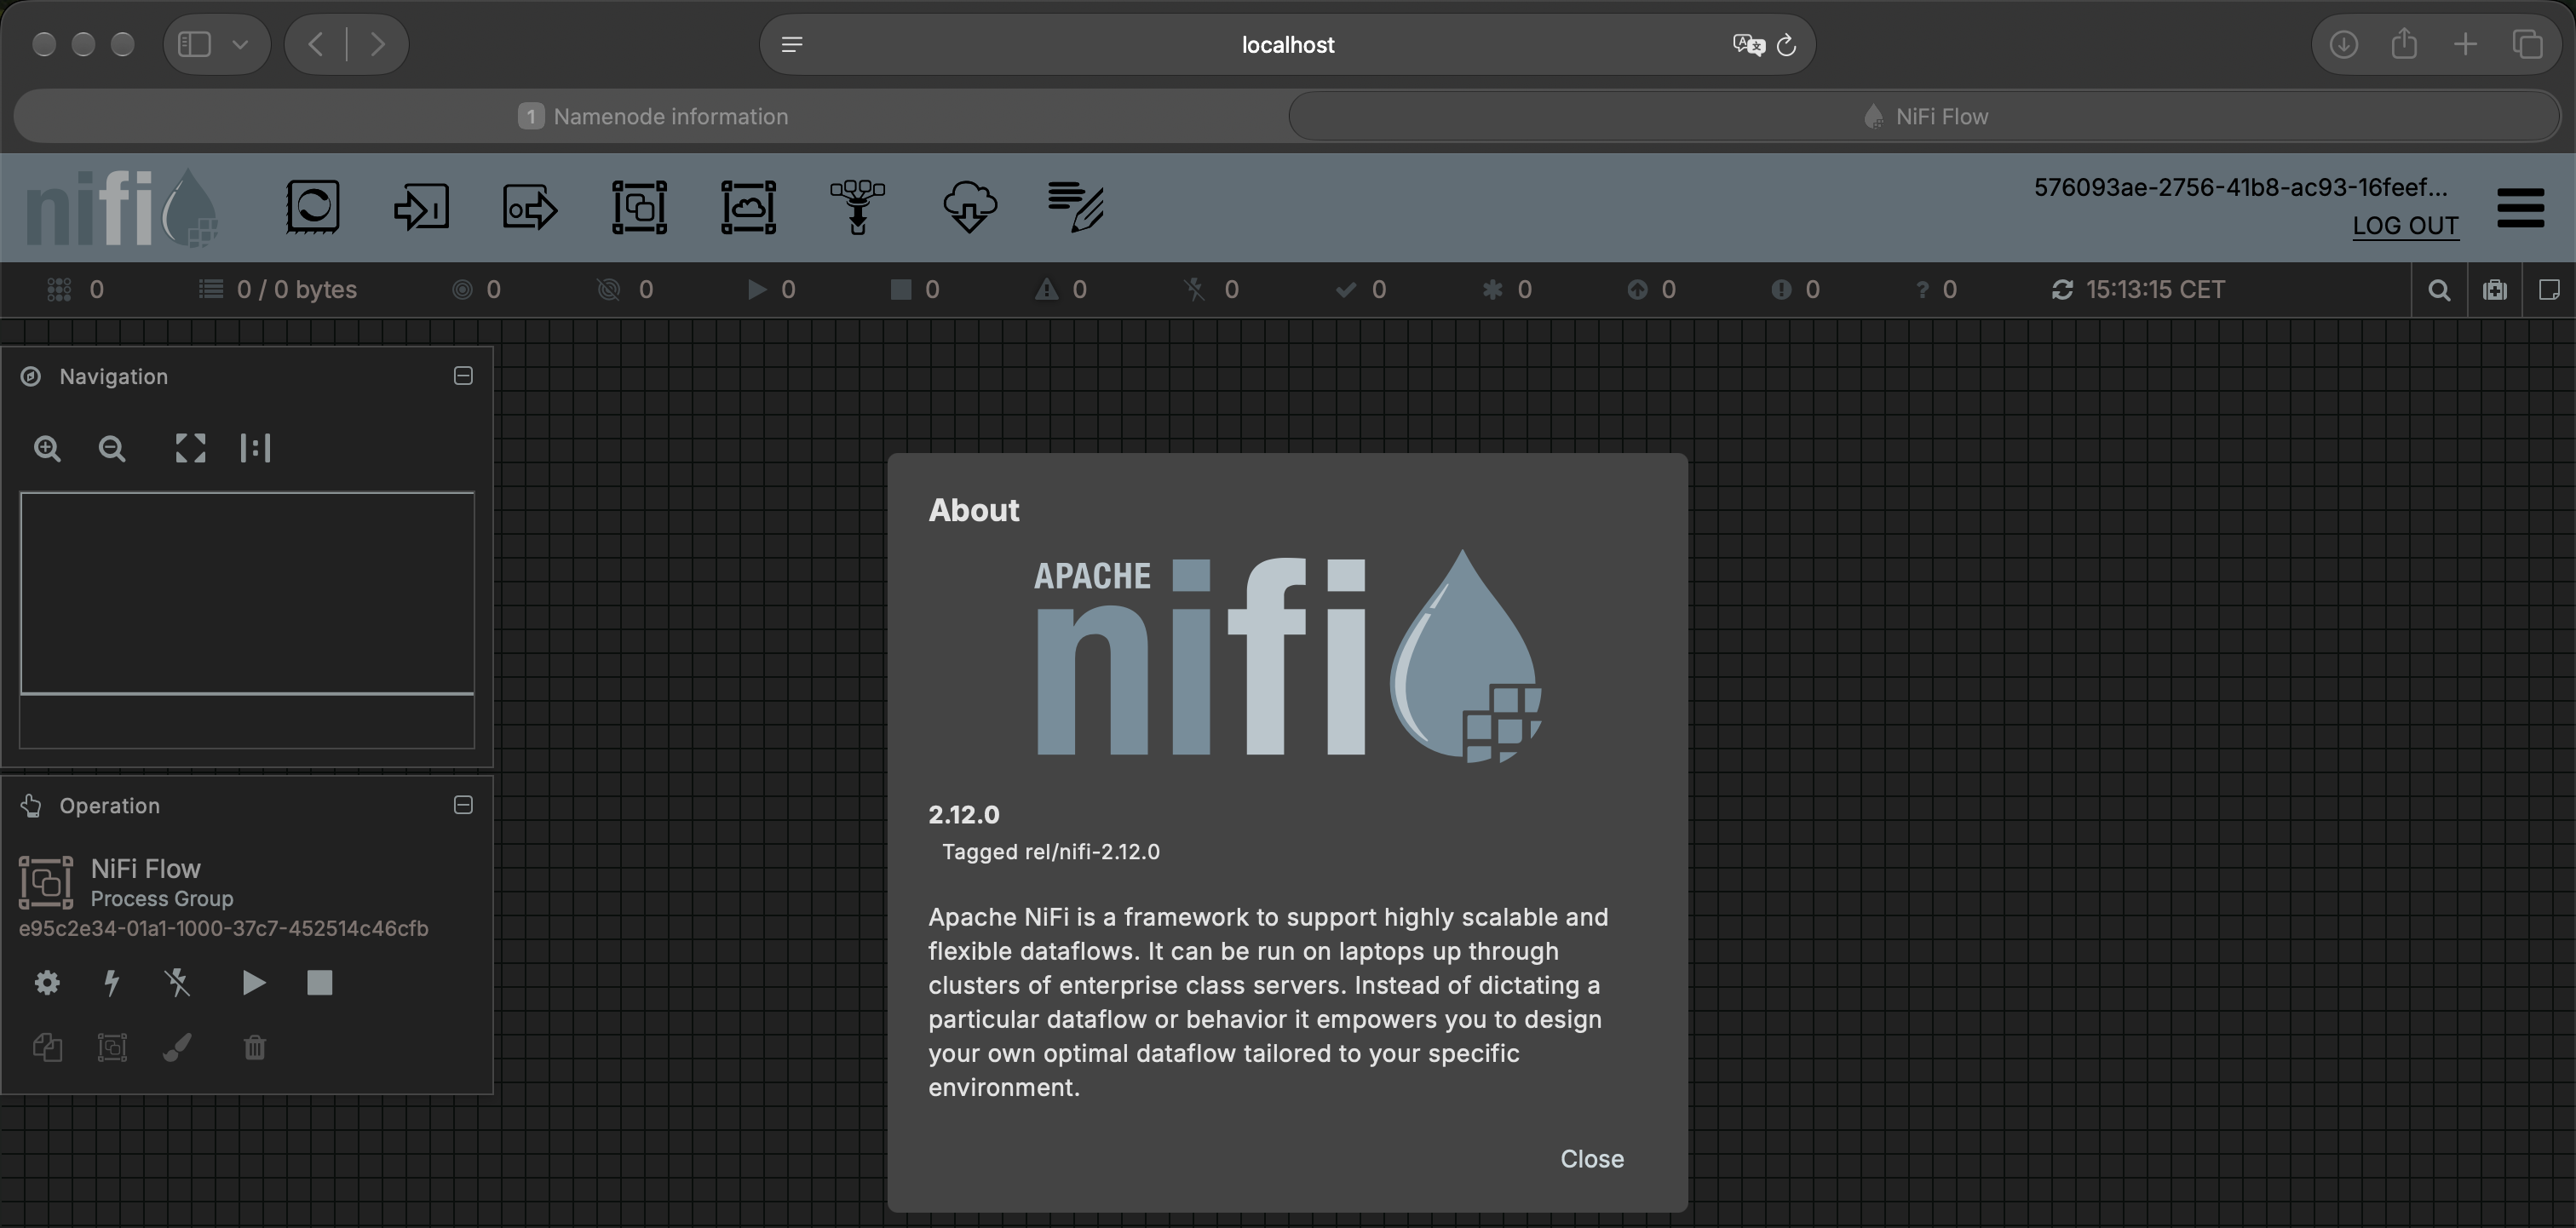 localhost
1 Namenode information
NiFi Flow
nifi
576093ae-2756-41b8-ac93-16feef...
LOG OUT
0
0 / 0 bytes
0
0
0
0
0
0
0
0
0
0
? 0
15:13:15 CET
Navigation
Operation
NiFi Flow
Process Group
e95c2e34-01a1-1000-37c7-452514c46cfb
About
APACHE
nifi
2.12.0
Tagged rel/nifi-2.12.0
Apache NiFi is a framework to support highly scalable and
flexible dataflows. It can be run on laptops up through
clusters of enterprise class servers. Instead of dictating a
particular dataflow or behavior it empowers you to design
your own optimal dataflow tailored to your specific
environment.
Close